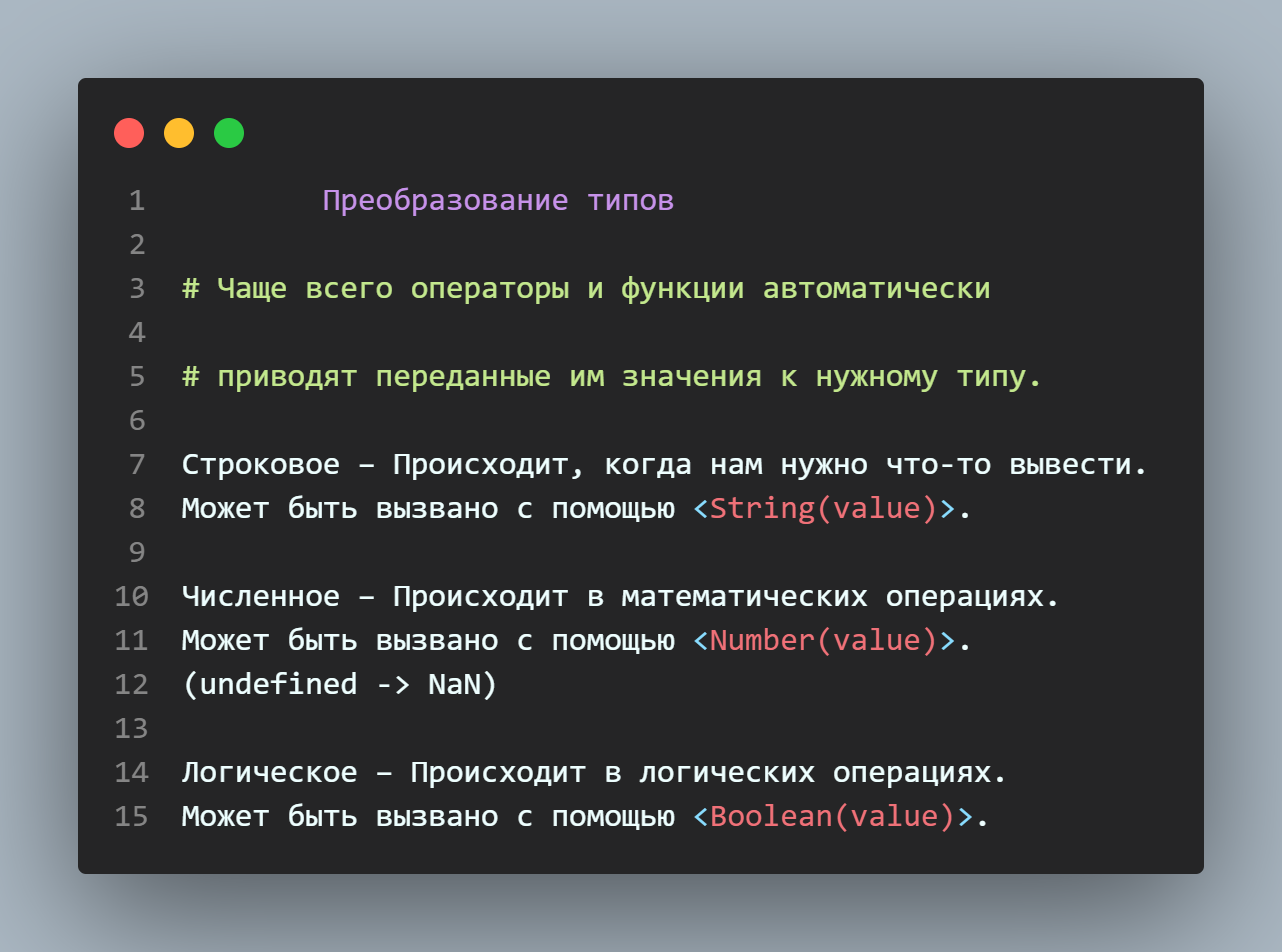 1 Преобразование типов
2
3 # Чаще всего операторы и функции автоматически
4
5 # приводят переданные им значения к нужному типу.
6
7 Строковое – Происходит, когда нам нужно что-то вывести.
8 Может быть вызвано с помощью <String(value)>.
9
10 Численное – Происходит в математических операциях.
11 Может быть вызвано с помощью <Number(value)>.
12 (undefined -> NaN)
13
14 Логическое – Происходит в логических операциях.
15 Может быть вызвано с помощью <Boolean(value)>.